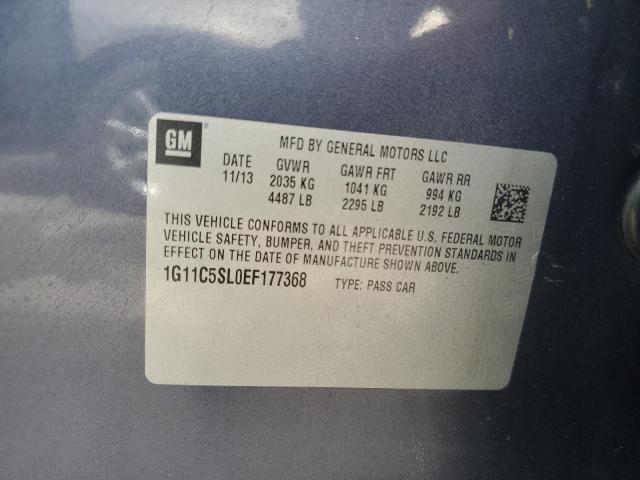 GM
MFD BY GENERAL MOTORS LLC
DATE GVWR GAWR FRT GAWR RR
11/13 2035 KG 1041 KG 994 KG
4487 LB 2295 LB 2192 LB
THIS VEHICLE CONFORMS TO ALL APPLICABLE U.S. FEDERAL MOTOR
VEHICLE SAFETY, BUMPER, AND THEFT PREVENTION STANDARDS IN EFFECT
ON THE DATE OF MANUFACTURE SHOWN ABOVE.
1G11C5SL0EF177368 TYPE: PASS CAR